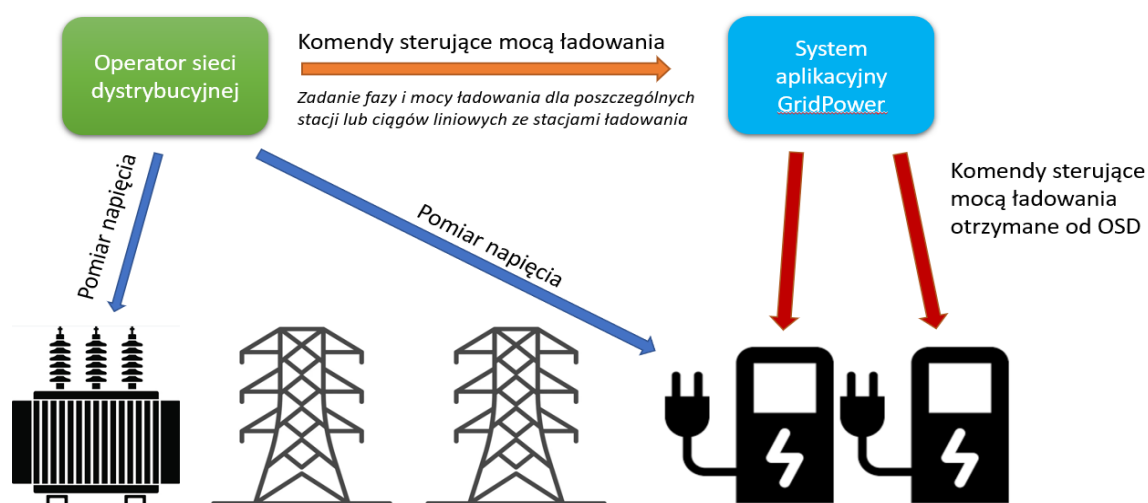 Operator sieci
dystrybucyjnej
Komendy sterujące mocą ładowania
Zadanie fazy i mocy ładowania dla poszczególnych
stacji lub ciągów liniowych ze stacjami ładowania
System
aplikacyjny
GridPower
Pomiar napięcia
Pomiar napięcia
Komendy sterujące
mocą ładowania
otrzymane od OSD